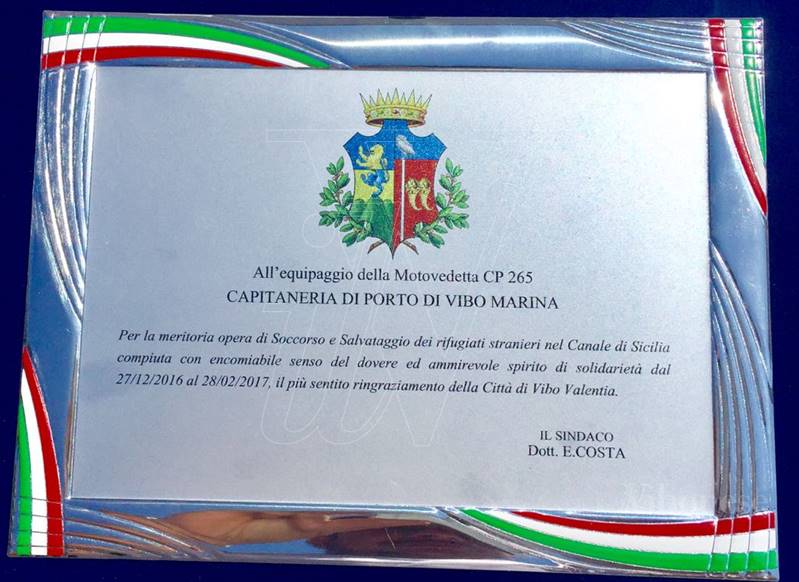 All'equipaggio della Motovedetta CP 265
CAPITANERIA DI PORTO DI VIBO MARINA
Per la meritoria opera di Soccorso e Salvataggio dei rifugiati stranieri nel Canale di Sicilia
compiuta con encomiabile senso del dovere ed ammirevole spirito di solidarietà dal
27/12/2016 al 28/02/2017, il più sentito ringraziamento della Città di Vibo Valentia.
IL SINDACO
Dott. E.COSTA